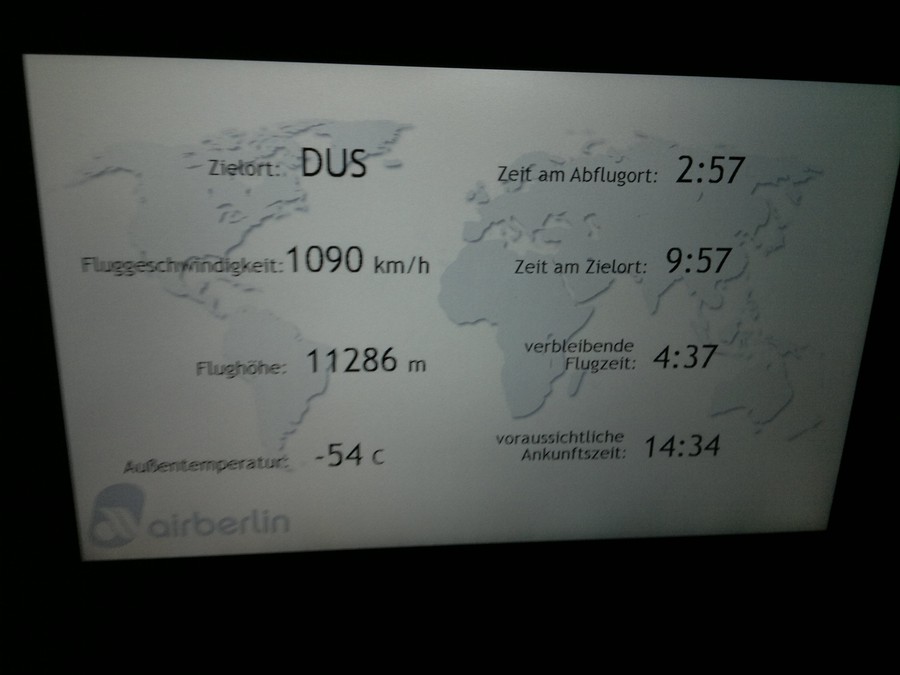 Zielort: DUS
Fluggeschwindigkeit: 1090 km/h
Flughöhe: 11286 m
Außentemperatur: -54 C
Zeit am Abflugort: 2:57
Zeit am Zielort: 9:57
verbleibende
Flugzeit: 4:37
voraussichtliche
Ankunftszeit: 14:34
airberlin